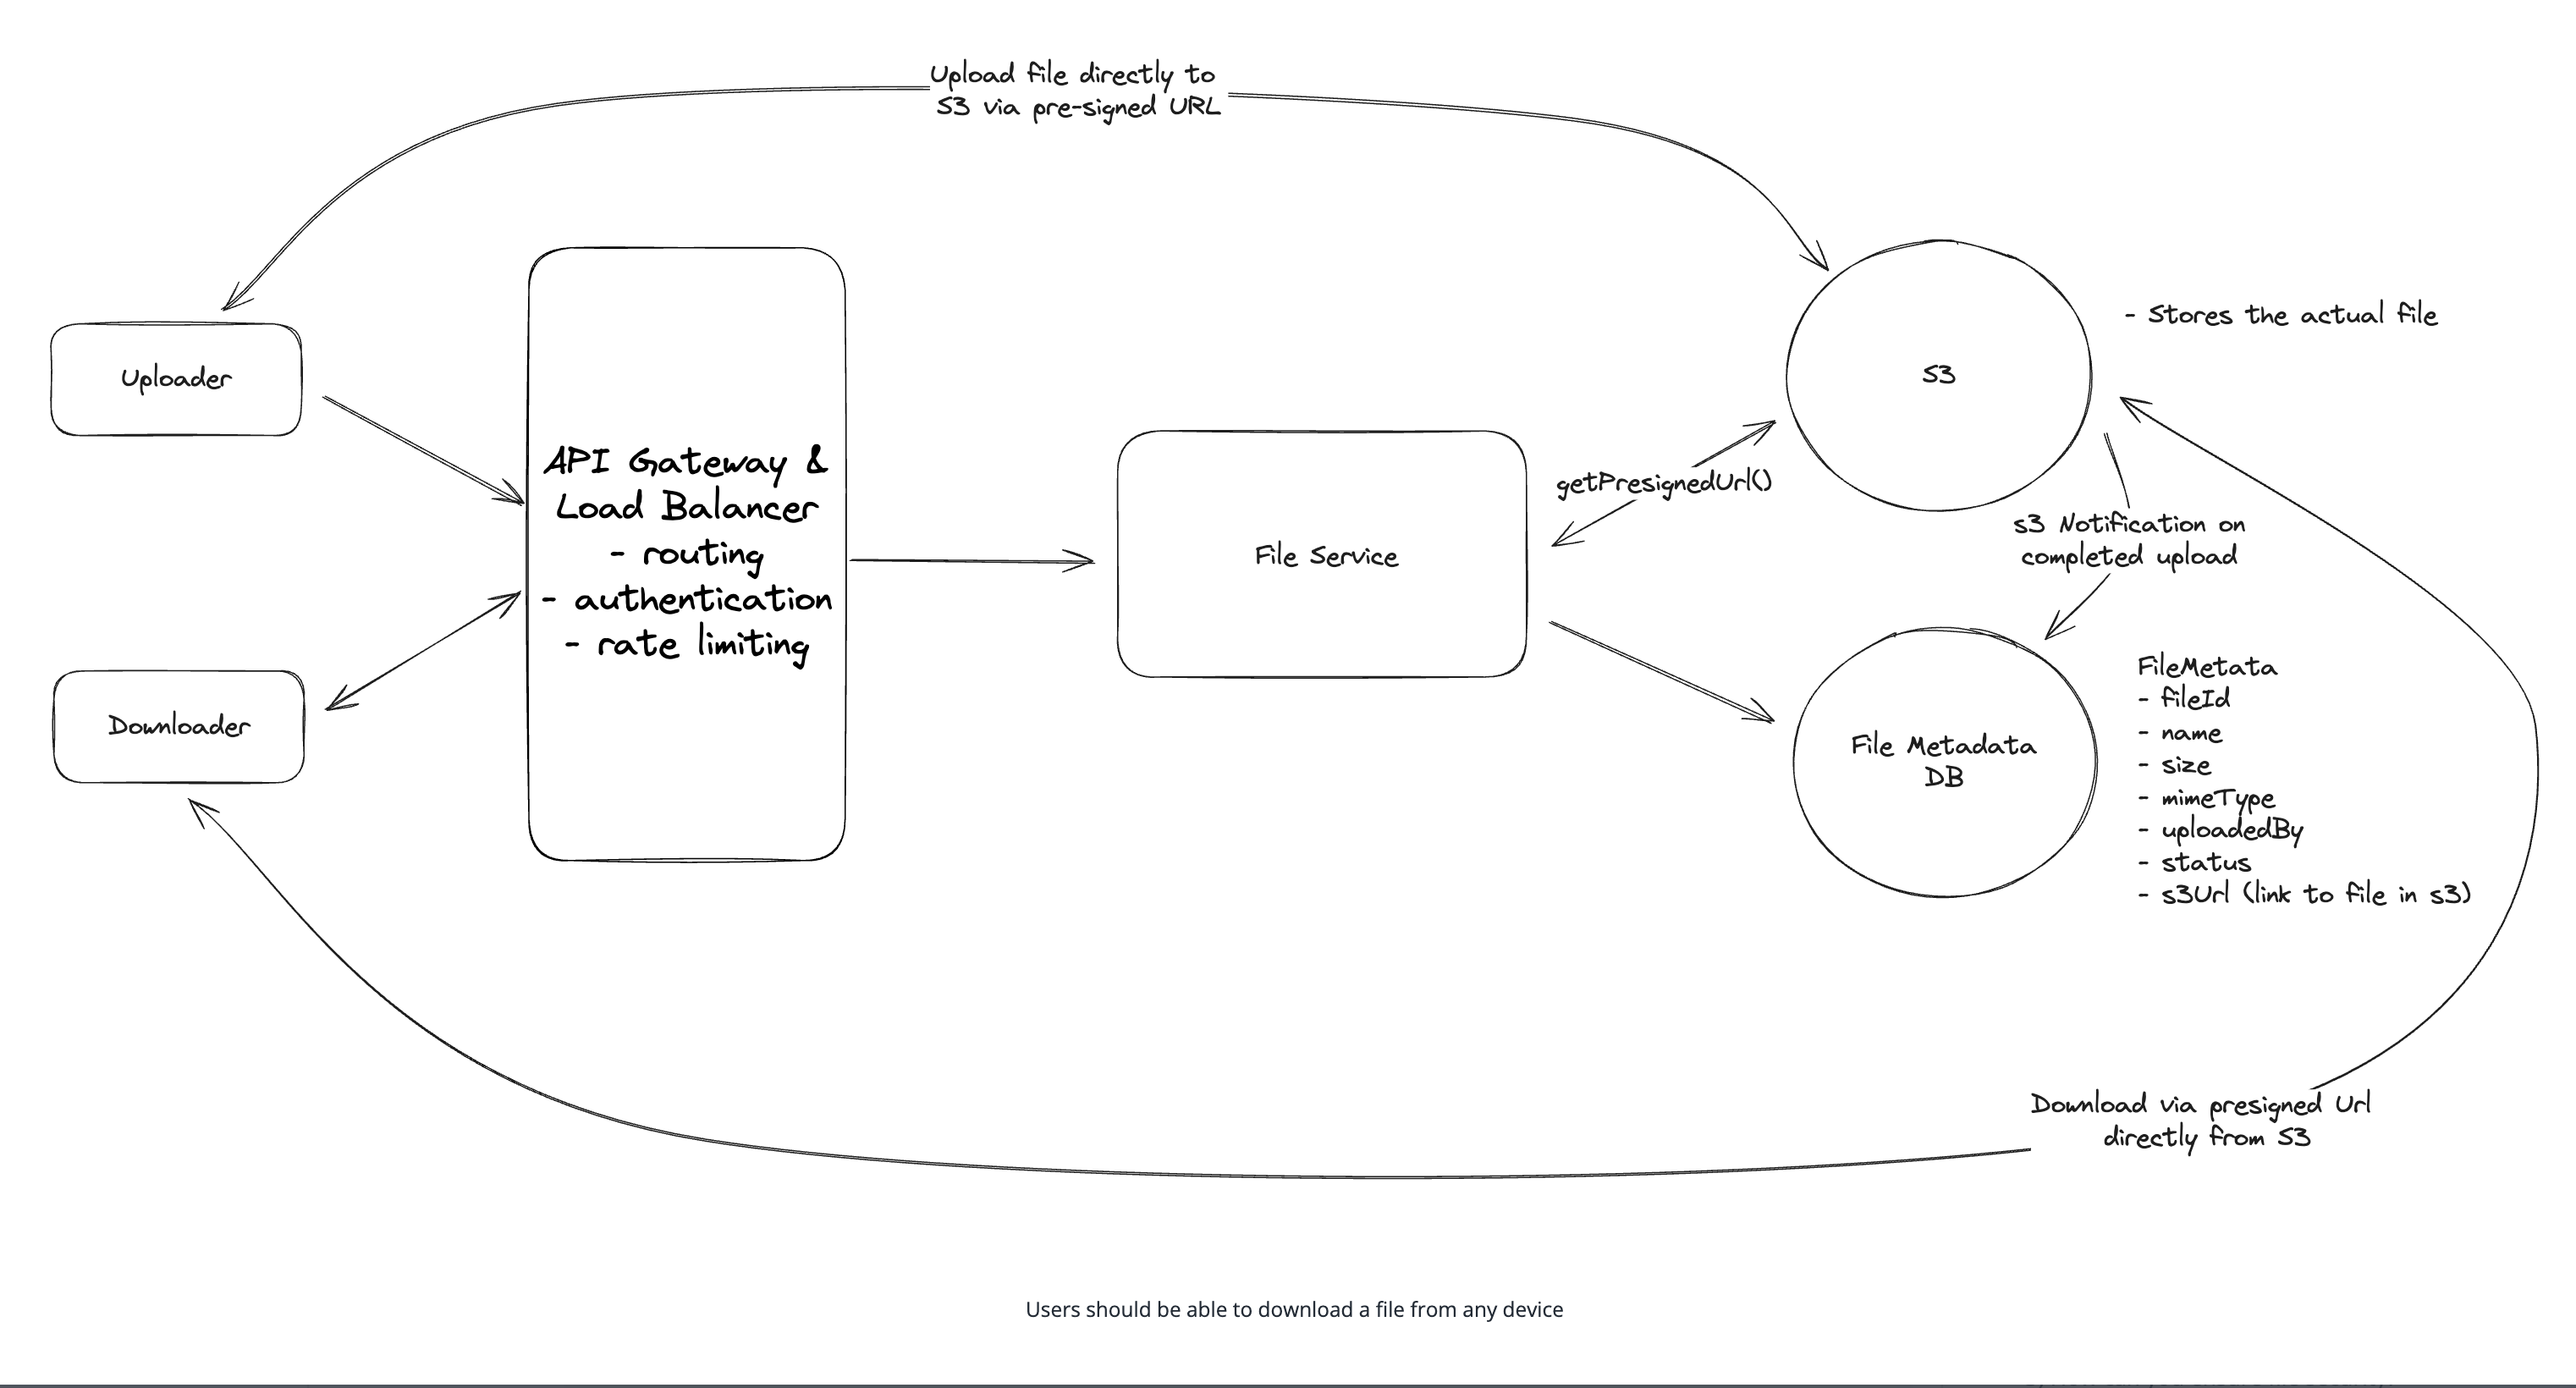 Upload file directly to
S3 via pre-signed URL
Uploader
API Gateway &
Load Balancer
- routing
- authentication
- rate limiting
Downloader
File Service
getPresignedUrl()
S3
- Stores the actual file
s3 Notification on
completed upload
File Metadata
DB
FileMetata
- fileId
- name
- size
- mimeType
- uploadedBy
- status
- s3Url (link to file in s3)
Download via presigned Url
directly from S3
Users should be able to download a file from any device